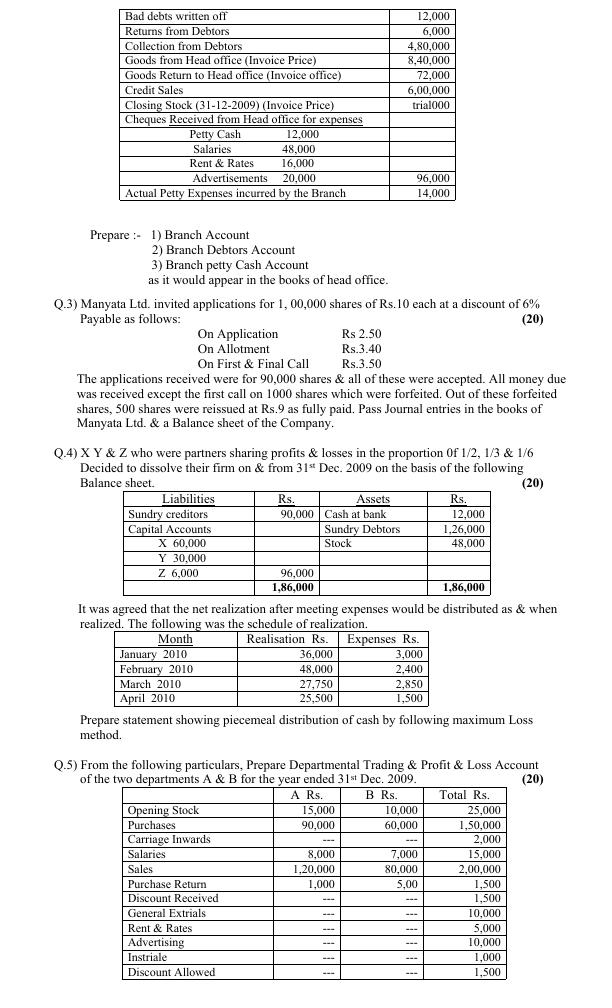 Bad debts written off 12,000
Returns from Debtors 6,000
Collection from Debtors 4,80,000
Goods from Head office (Invoice Price) 8,40,000
Goods Return to Head office (Invoice office) 72,000
Credit Sales 6,00,000
Closing Stock (31-12-2009) (Invoice Price) trial000
Cheques Received from Head office for expenses
Petty Cash 12,000
Salaries 48,000
Rent & Rates 16,000
Advertisements 20,000 96,000
Actual Petty Expenses incurred by the Branch 14,000
Prepare :- 1) Branch Account
2) Branch Debtors Account
3) Branch petty Cash Account
as it would appear in the books of head office.
Q.3) Manyata Ltd. invited applications for 1, 00,000 shares of Rs.10 each at a discount of 6%
Payable as follows: (20)
On Application Rs 2.50
On Allotment Rs.3.40
On First & Final Call Rs.3.50
The applications received were for 90,000 shares & all of these were accepted. All money due
was received except the first call on 1000 shares which were forfeited. Out of these forfeited
shares, 500 shares were reissued at Rs.9 as fully paid. Pass Journal entries in the books of
Manyata Ltd. & a Balance sheet of the Company.
Q.4) X Y & Z who were partners sharing profits & losses in the proportion 0f 1/2, 1/3 & 1/6
Decided to dissolve their firm on & from 31st Dec. 2009 on the basis of the following
Balance sheet. (20)
Liabilities Rs. Assets Rs.
Sundry creditors 90,000 Cash at bank 12,000
Capital Accounts Sundry Debtors 1,26,000
X 60,000 Stock 48,000
Y 30,000
Z 6,000 96,000
1,86,000 1,86,000
It was agreed that the net realization after meeting expenses would be distributed as & when
realized. The following was the schedule of realization.
Month Realisation Rs. Expenses Rs.
January 2010 36,000 3,000
February 2010 48,000 2,400
March 2010 27,750 2,850
April 2010 25,500 1,500
Prepare statement showing piecemeal distribution of cash by following maximum Loss
method.
Q.5) From the following particulars, Prepare Departmental Trading & Profit & Loss Account
of the two departments A & B for the year ended 31st Dec. 2009. (20)
A Rs. B Rs. Total Rs.
Opening Stock 15,000 10,000 25,000
Purchases 90,000 60,000 1,50,000
Carriage Inwards --- --- 2,000
Salaries 8,000 7,000 15,000
Sales 1,20,000 80,000 2,00,000
Purchase Return 1,000 5,00 1,500
Discount Received --- --- 1,500
General Extrials --- --- 10,000
Rent & Rates --- --- 5,000
Advertising --- --- 10,000
Instriale --- --- 1,000
Discount Allowed --- --- 1,500